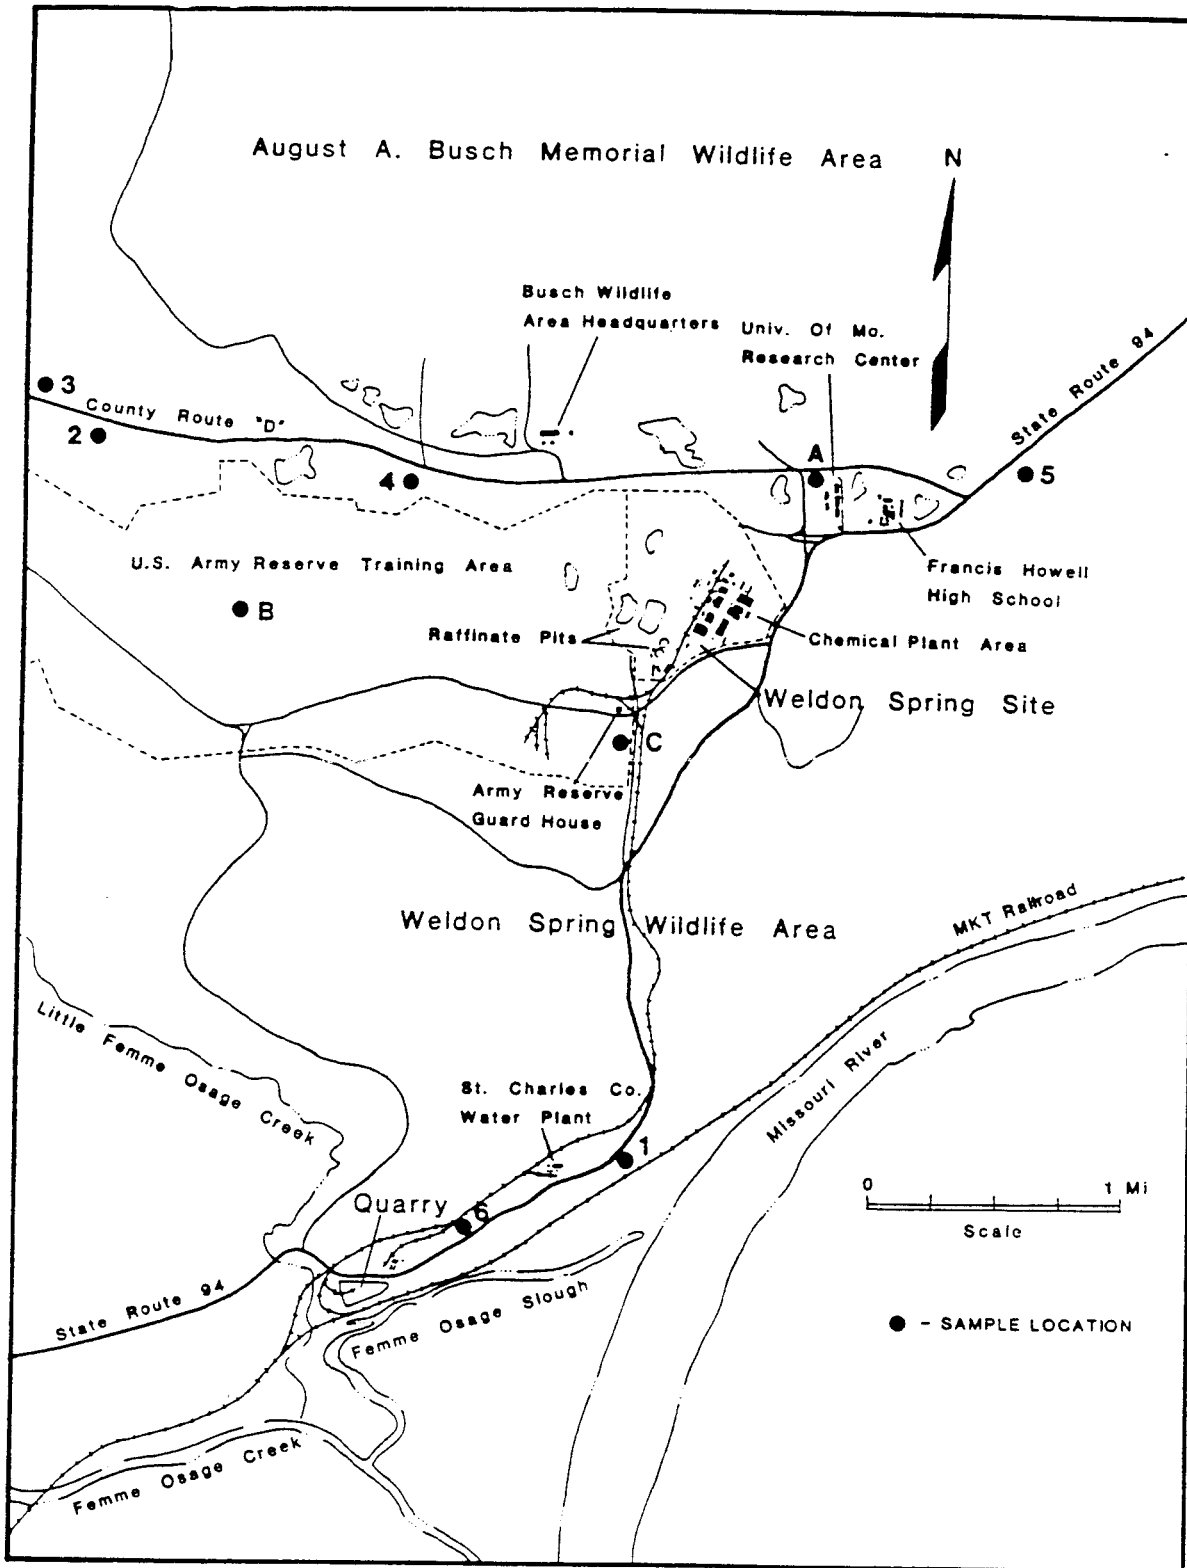 August A. Busch Memorial Wildlife Area
N
Busch Wildlife
Area Headquarters
Univ. Of Mo.
Research Center
State Route 94
3
County Route "D"
2
A
4
5
U.S. Army Reserve Training Area
Francis Howell
High School
B
Raffinate Pits
Chemical Plant Area
Weldon Spring Site
C
Army Reserve
Guard House
Weldon Spring Wildlife Area
MKT Railroad
Little Femme Osage Creek
Missouri River
St. Charles Co.
Water Plant
1
0 1 Mi
Scale
Quarry
6
State Route 94
Femme Osage Slough
● - SAMPLE LOCATION
Femme Osage Creek